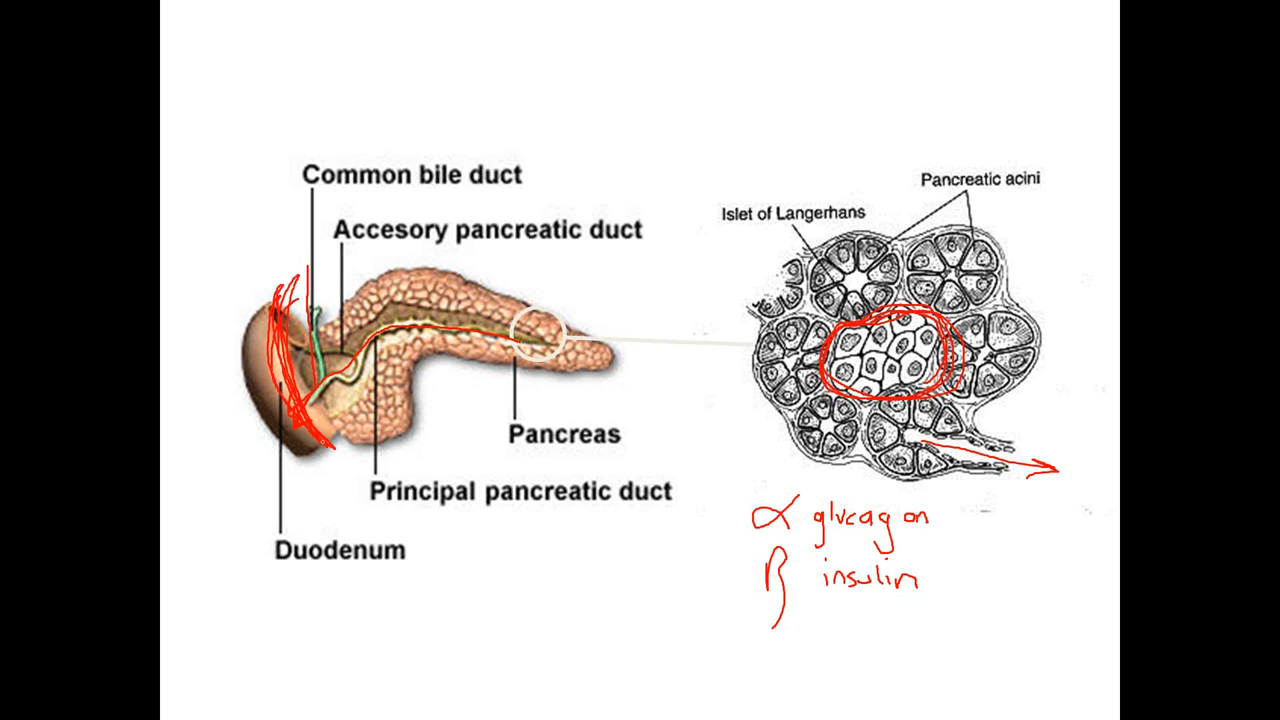 Common bile duct
Accesory pancreatic duct
Pancreas
Principal pancreatic duct
Duodenum
Pancreatic acini
Islet of Langerhans
α glucagon
β insulin